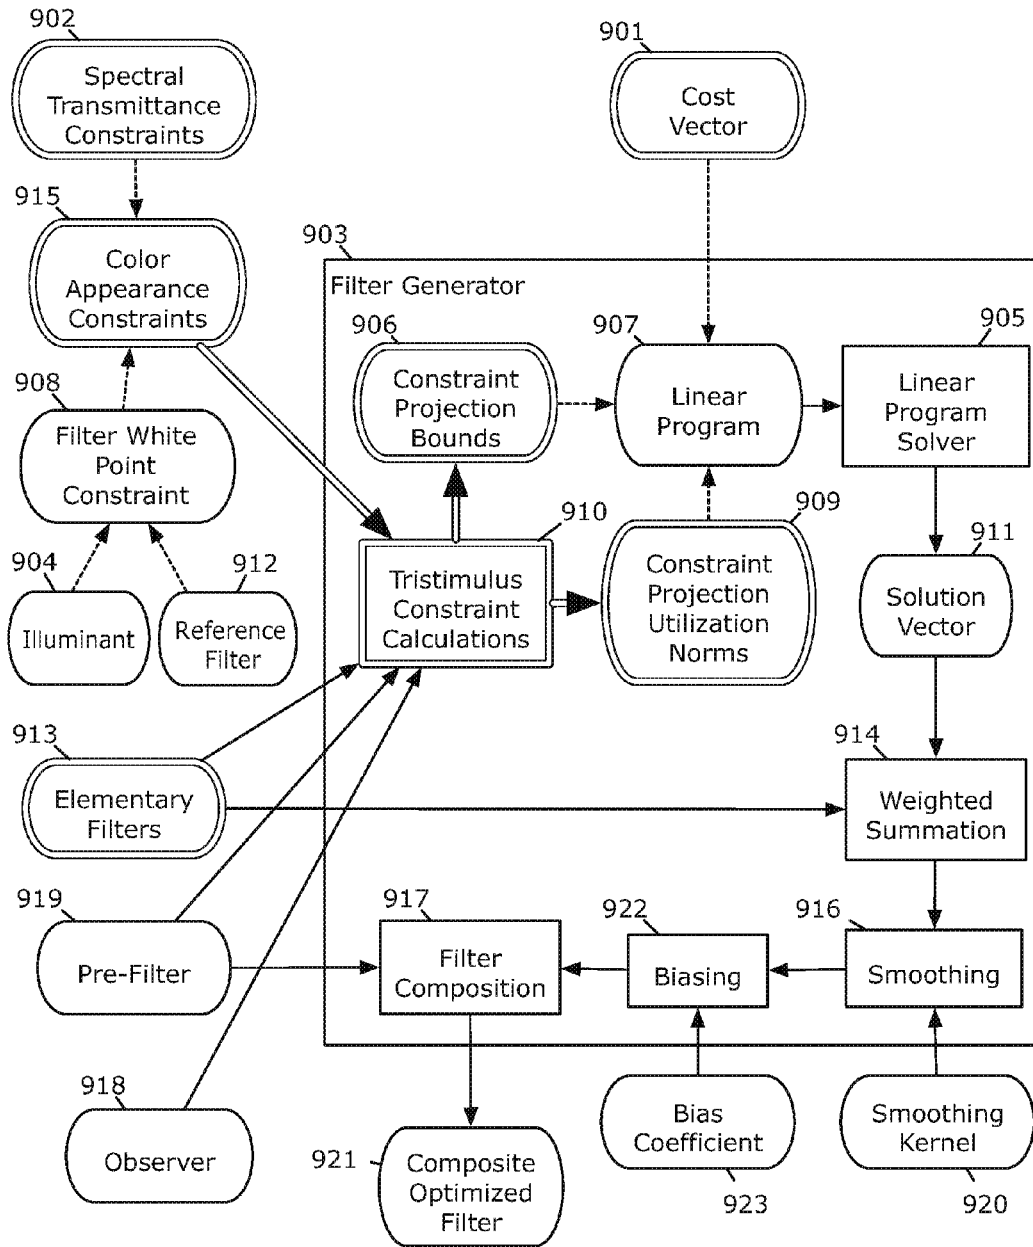 902
Spectral
Transmittance
Constraints
901
Cost
Vector
915
Color
Appearance
Constraints
903
Filter Generator
906
Constraint
Projection
Bounds
907
Linear
Program
905
Linear
Program
Solver
908
Filter White
Point
Constraint
904
Illuminant
912
Reference
Filter
910
Tristimulus
Constraint
Calculations
909
Constraint
Projection
Utilization
Norms
911
Solution
Vector
913
Elementary
Filters
914
Weighted
Summation
919
Pre-Filter
917
Filter
Composition
922
Biasing
916
Smoothing
918
Observer
921
Composite
Optimized
Filter
Bias
Coefficient
923
Smoothing
Kernel
920